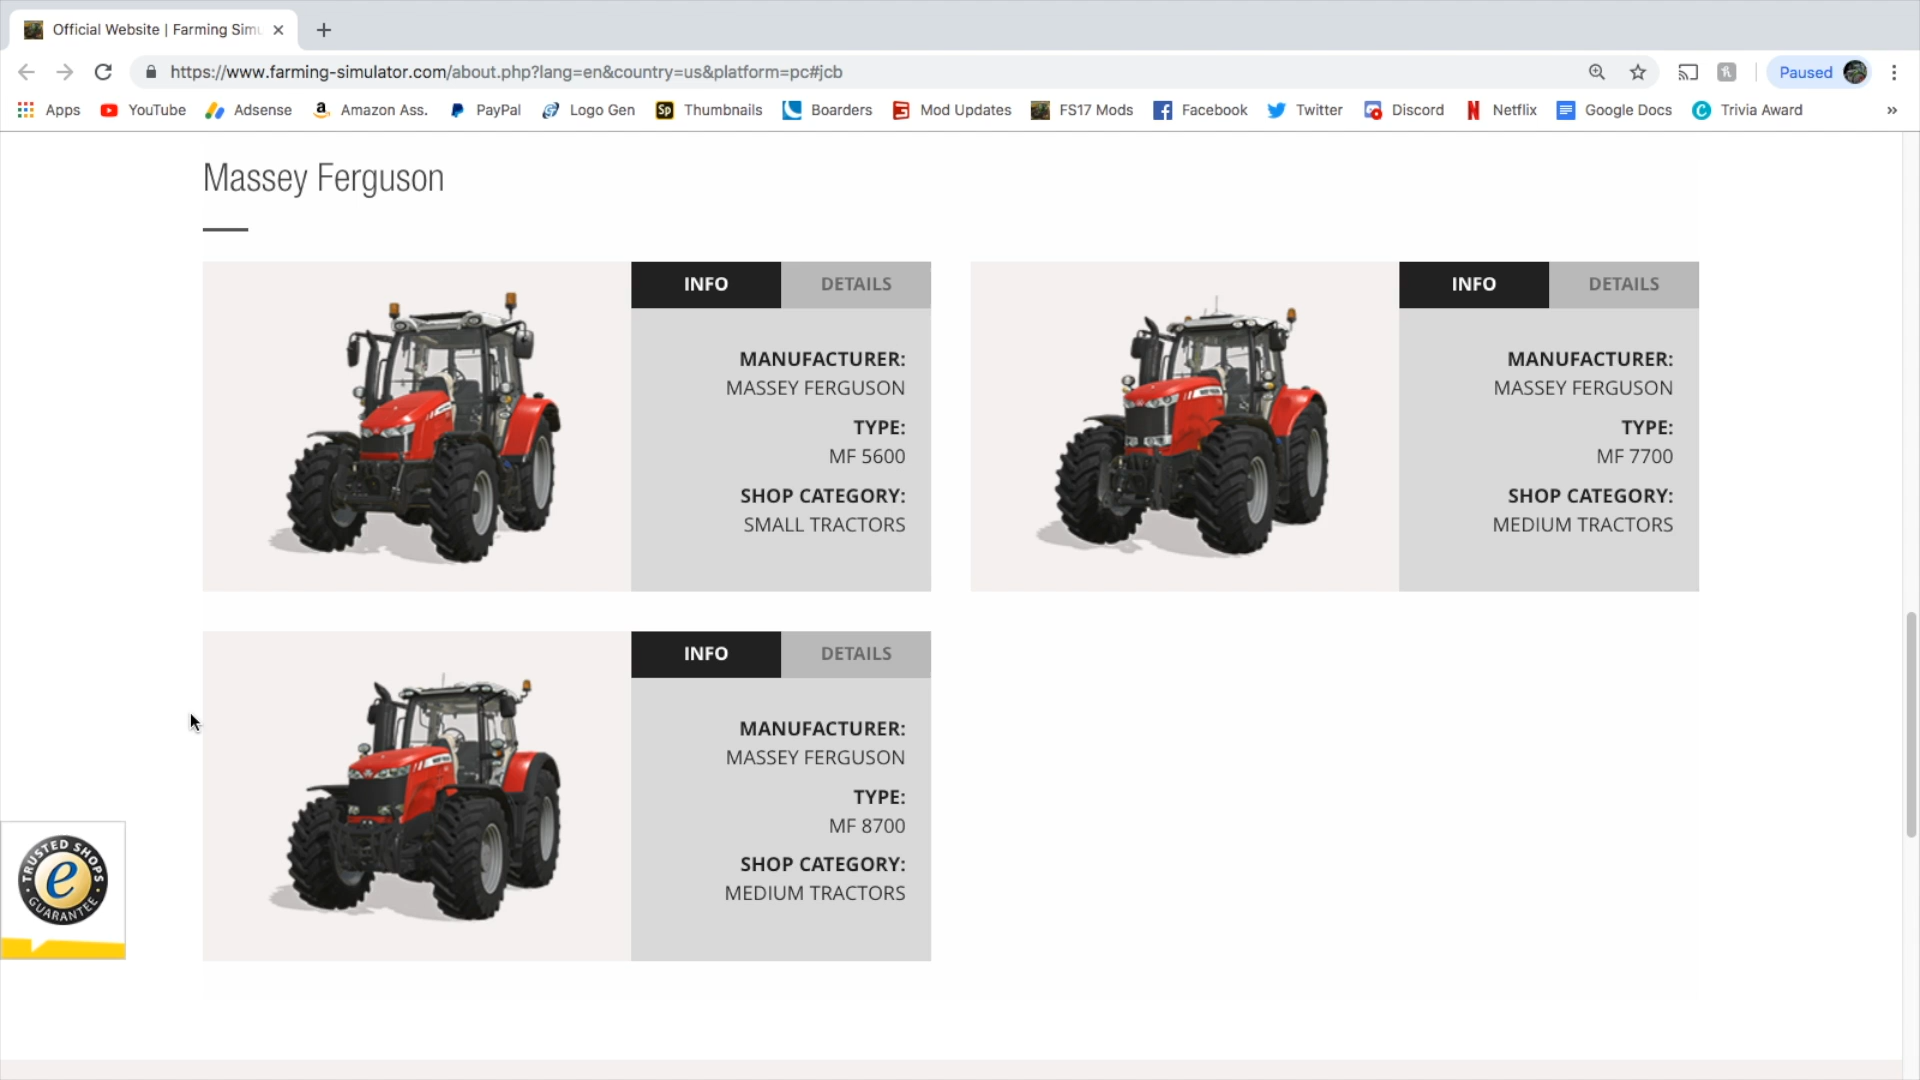 Official Website | Farming Sim
https://www.farming-simulator.com/about.php?lang=en&country=us&platform=pc#jcb
Paused
Apps
YouTube
Adsense
Amazon Ass.
PayPal
Logo Gen
Sp
Thumbnails
Boarders
Mod Updates
FS17 Mods
Facebook
Twitter
Discord
Netflix
Google Docs
Trivia Award
Massey Ferguson
INFO
DETAILS
MANUFACTURER:
MASSEY FERGUSON
TYPE:
MF 5600
SHOP CATEGORY:
SMALL TRACTORS
INFO
DETAILS
MANUFACTURER:
MASSEY FERGUSON
TYPE:
MF 7700
SHOP CATEGORY:
MEDIUM TRACTORS
INFO
DETAILS
MANUFACTURER:
MASSEY FERGUSON
TYPE:
MF 8700
SHOP CATEGORY:
MEDIUM TRACTORS
TRUSTED SHOPS
e
GUARANTEE